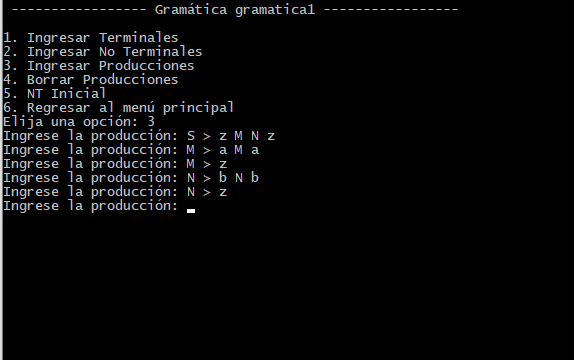 ----------------- Gramática gramatica1 -----------------
1. Ingresar Terminales
2. Ingresar No Terminales
3. Ingresar Producciones
4. Borrar Producciones
5. NT Inicial
6. Regresar al menú principal
Elija una opción: 3
Ingrese la producción: S > z M N z
Ingrese la producción: M > a M a
Ingrese la producción: M > z
Ingrese la producción: N > b N b
Ingrese la producción: N > z
Ingrese la producción: